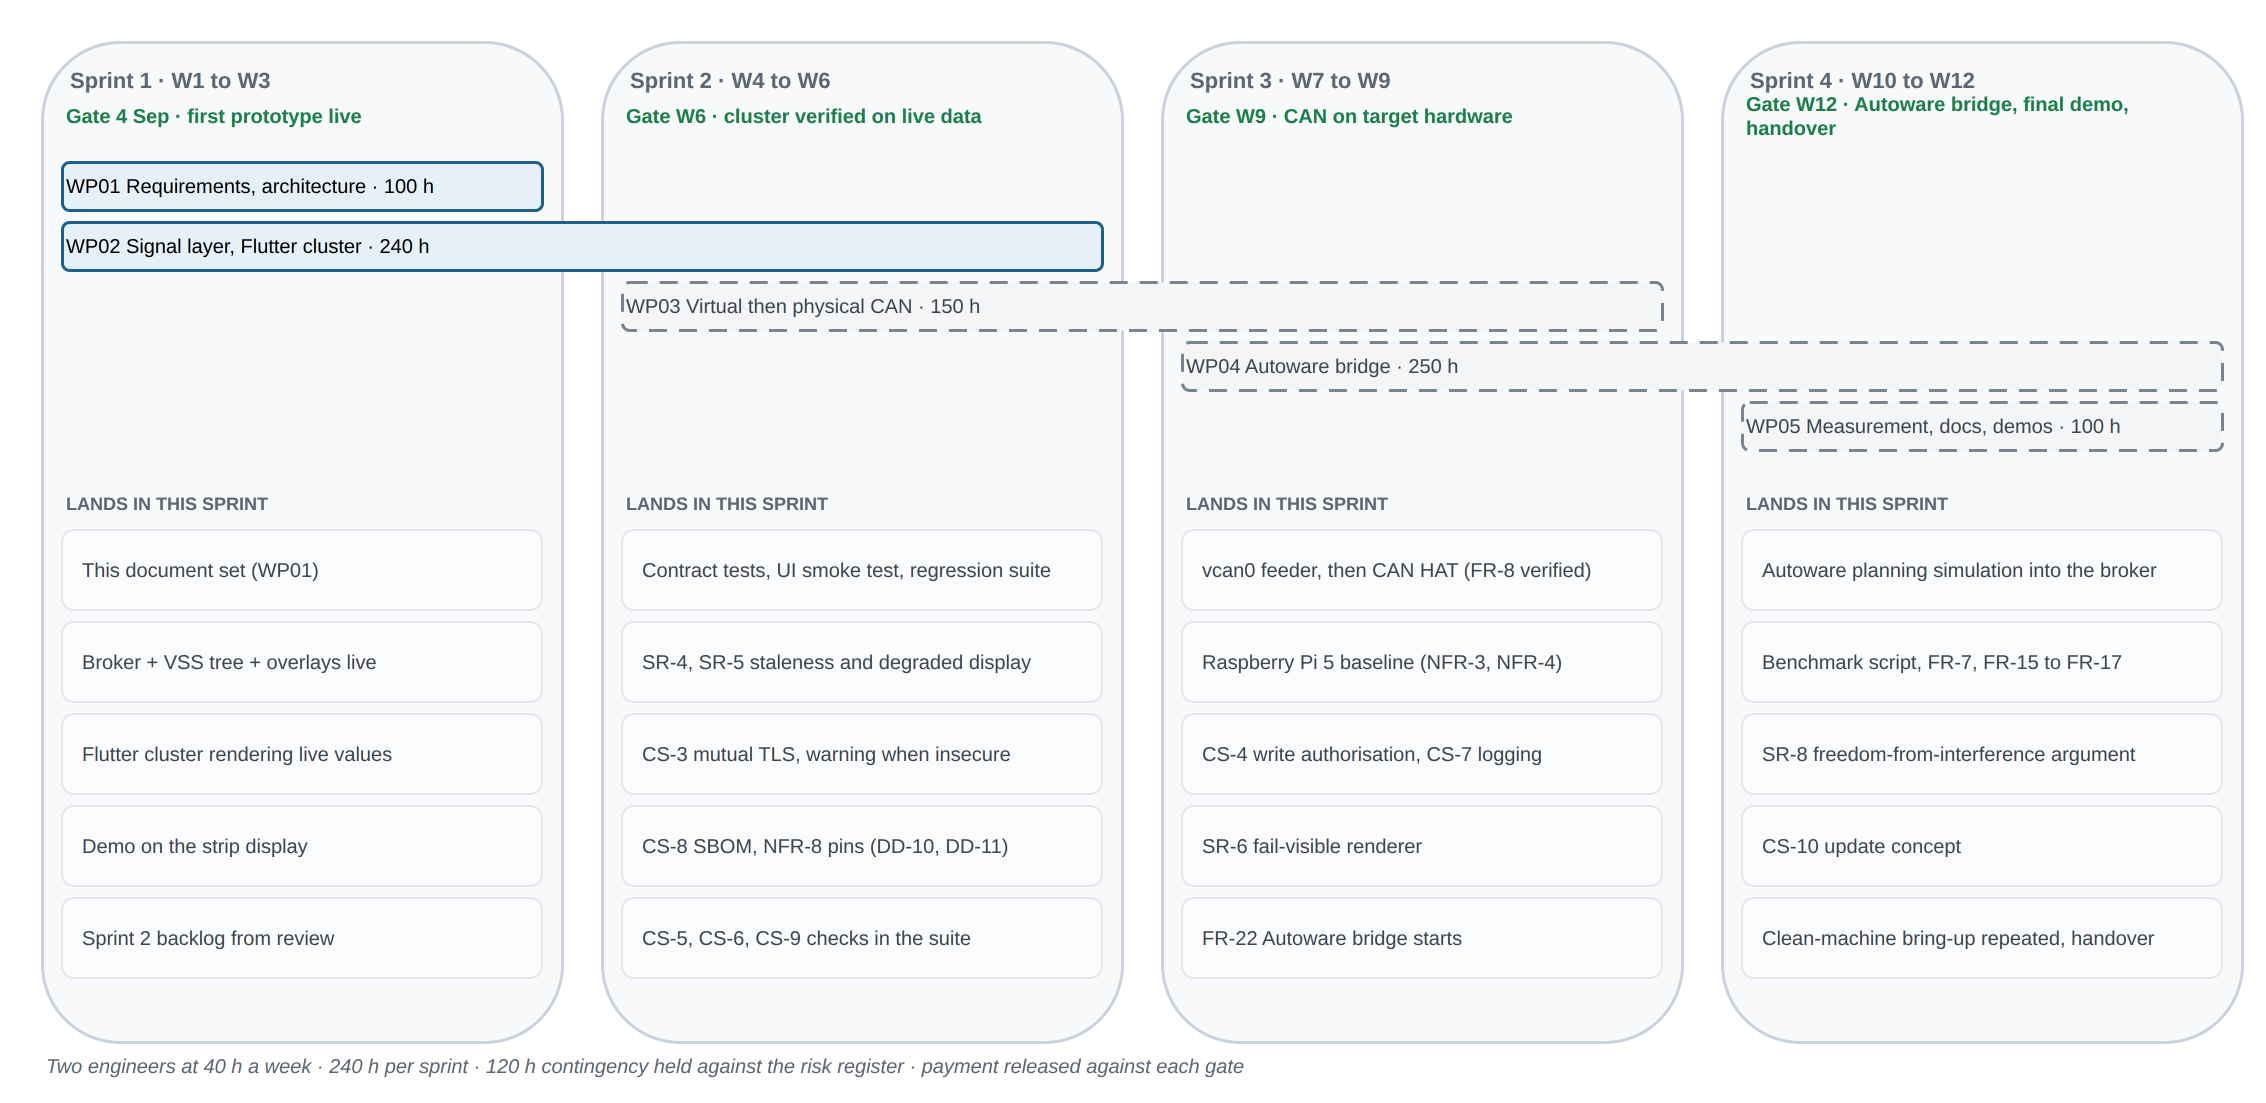 Sprint 1 · W1 to W3
Gate 4 Sep · first prototype live
Sprint 2 · W4 to W6
Gate W6 · cluster verified on live data
Sprint 3 · W7 to W9
Gate W9 · CAN on target hardware
Sprint 4 · W10 to W12
Gate W12 · Autoware bridge, final demo,
handover
WP01 Requirements, architecture · 100 h
WP02 Signal layer, Flutter cluster · 240 h
WP03 Virtual then physical CAN · 150 h
WP04 Autoware bridge · 250 h
WP05 Measurement, docs, demos · 100 h
LANDS IN THIS SPRINT
This document set (WP01)
Broker + VSS tree + overlays live
Flutter cluster rendering live values
Demo on the strip display
Sprint 2 backlog from review
LANDS IN THIS SPRINT
Contract tests, UI smoke test, regression suite
SR-4, SR-5 staleness and degraded display
CS-3 mutual TLS, warning when insecure
CS-8 SBOM, NFR-8 pins (DD-10, DD-11)
CS-5, CS-6, CS-9 checks in the suite
LANDS IN THIS SPRINT
vcan0 feeder, then CAN HAT (FR-8 verified)
Raspberry Pi 5 baseline (NFR-3, NFR-4)
CS-4 write authorisation, CS-7 logging
SR-6 fail-visible renderer
FR-22 Autoware bridge starts
LANDS IN THIS SPRINT
Autoware planning simulation into the broker
Benchmark script, FR-7, FR-15 to FR-17
SR-8 freedom-from-interference argument
CS-10 update concept
Clean-machine bring-up repeated, handover
Two engineers at 40 h a week · 240 h per sprint · 120 h contingency held against the risk register · payment released against each gate